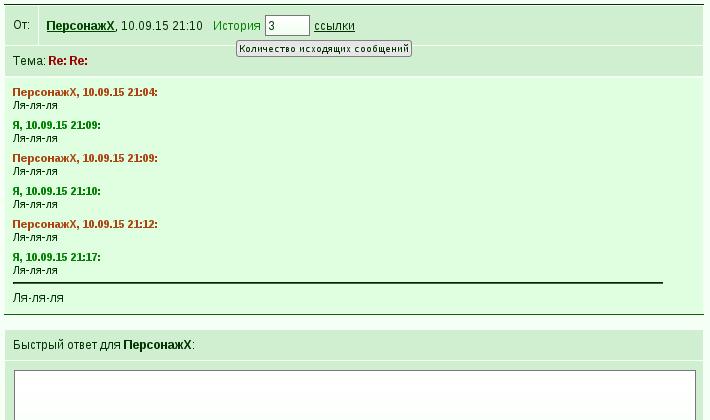 От: ПерсонажX, 10.09.15 21:10 История 3 ссылки
Количество исходящих сообщений
Тема: Re: Re:
ПерсонажX, 10.09.15 21:04:
Ля-ля-ля
Я, 10.09.15 21:09:
Ля-ля-ля
ПерсонажX, 10.09.15 21:09:
Ля-ля-ля
Я, 10.09.15 21:10:
Ля-ля-ля
ПерсонажX, 10.09.15 21:12:
Ля-ля-ля
Я, 10.09.15 21:17:
Ля-ля-ля
Ля-ля-ля
Быстрый ответ для ПерсонажX: